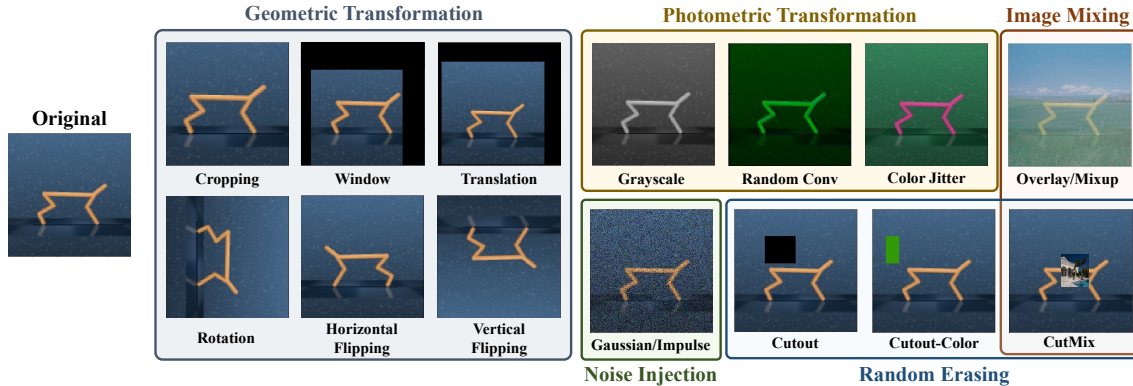 Geometric Transformation
Photometric Transformation
Image Mixing
Original
Cropping
Window
Translation
Grayscale
Random Conv
Color Jitter
Overlay/Mixup
Rotation
Horizontal
Flipping
Vertical
Flipping
Gaussian/Impulse
Cutout
Cutout-Color
CutMix
Noise Injection
Random Erasing